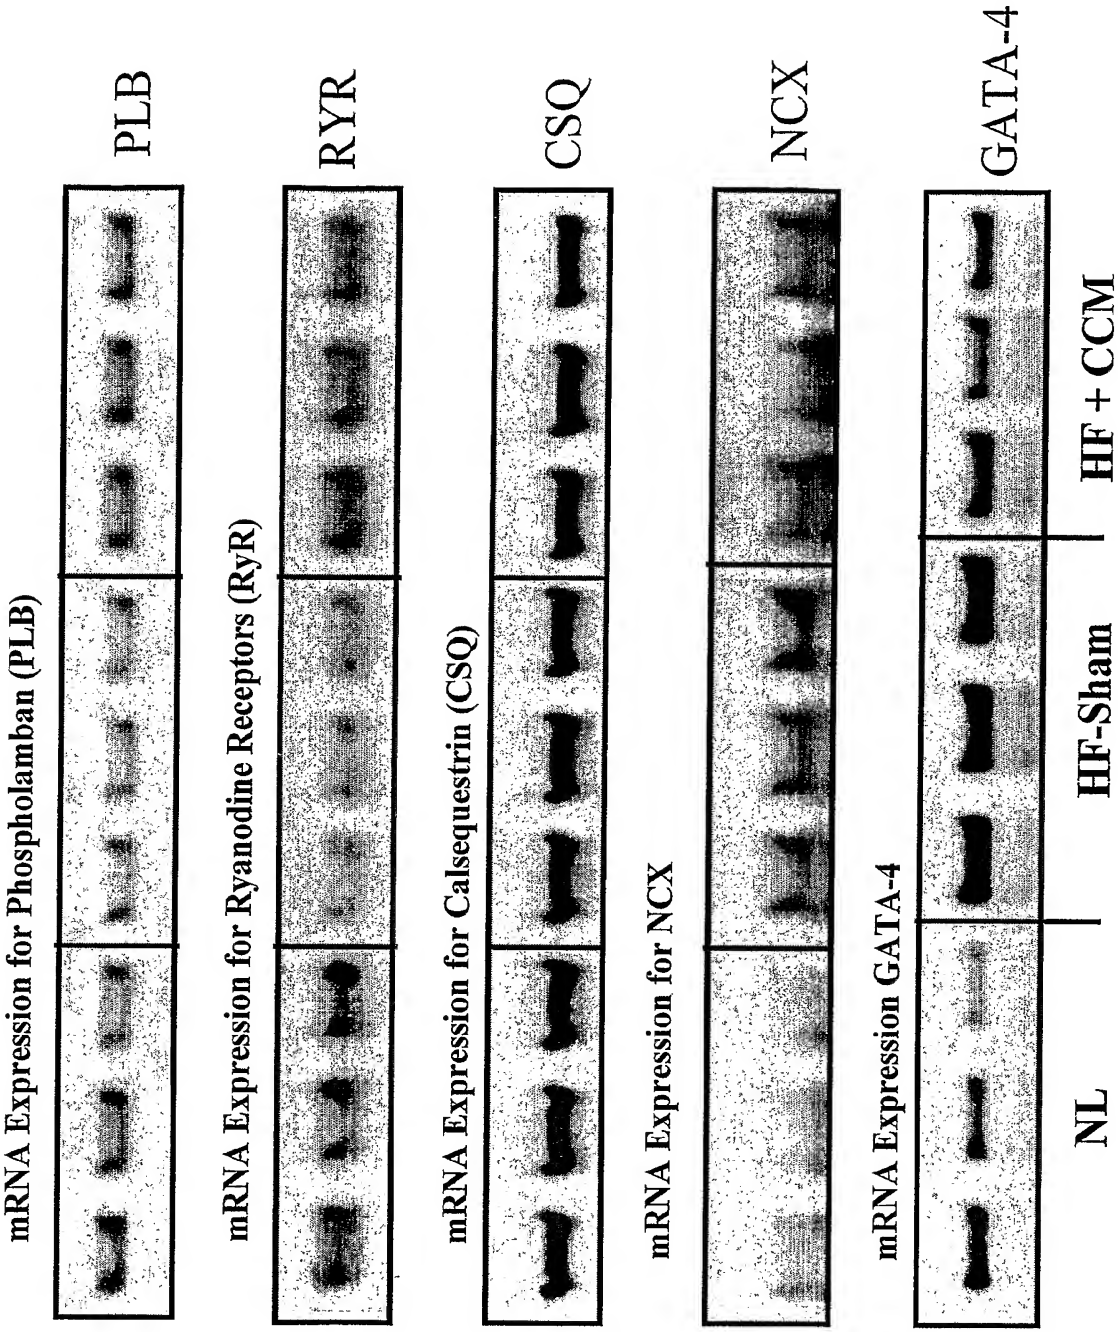 mRNA Expression for Phospholamban (PLB)
PLB
mRNA Expression for Ryanodine Receptors (RyR)
RYR
mRNA Expression for Calsequestrin (CSQ)
CSQ
mRNA Expression for NCX
NCX
mRNA Expression GATA-4
GATA-4
NL
HF-Sham
HF + CCM